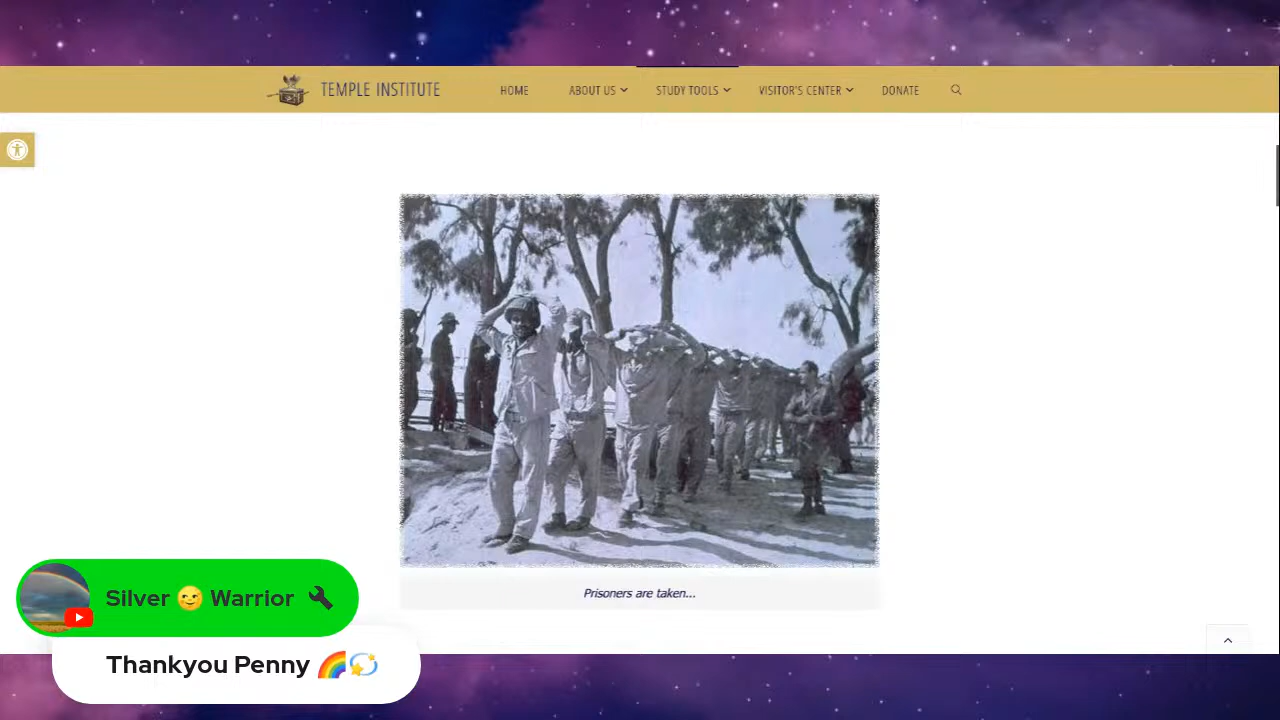 TEMPLE INSTITUTE
HOME
ABOUT US
STUDY TOOLS
VISITOR'S CENTER
DONATE
Prisoners are taken...
Silver 🌝 Warrior
Thankyou Penny 🌈💫